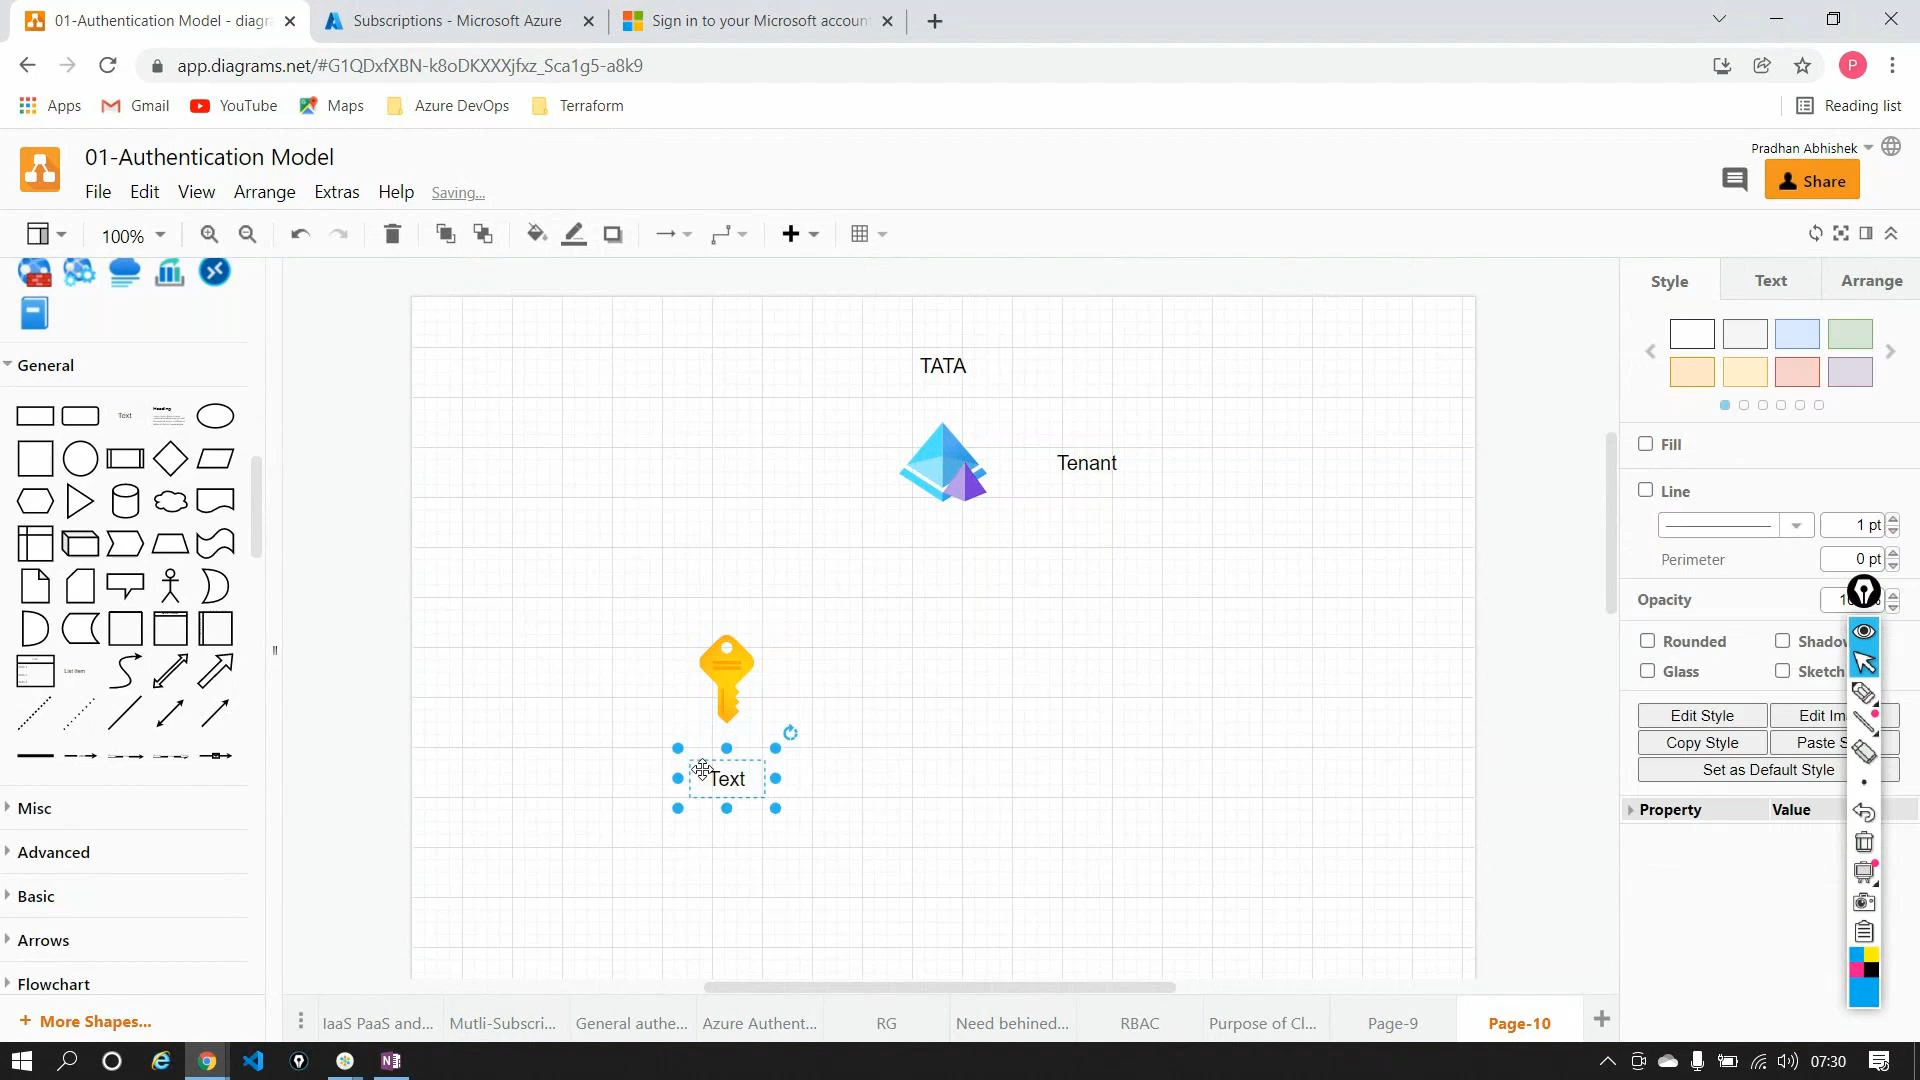 01-Authentication Model - diagra
Subscriptions - Microsoft Azure
Sign in to your Microsoft account
app.diagrams.net/#G1QDxfXBN-k8oDKXXXjfxz_Sca1g5-a8k9
P
Apps
Gmail
YouTube
Maps
Azure DevOps
Terraform
Reading list
01-Authentication Model
Pradhan Abhishek
File
Edit
View
Arrange
Extras
Help
Saving...
Share
100%
Style
Text
Arrange
General
Text
Heading
List Item
Misc
Advanced
Basic
Arrows
Flowchart
+ More Shapes...
TATA
Tenant
Text
Fill
Line
1 pt
Perimeter
0 pt
Opacity
Rounded
Shadow
Glass
Sketch
Edit Style
Edit Im
Copy Style
Paste S
Set as Default Style
Property
Value
IaaS PaaS and...
Mutli-Subscri...
General authe...
Azure Authent...
RG
Need behined...
RBAC
Purpose of Cl...
Page-9
Page-10
07:30